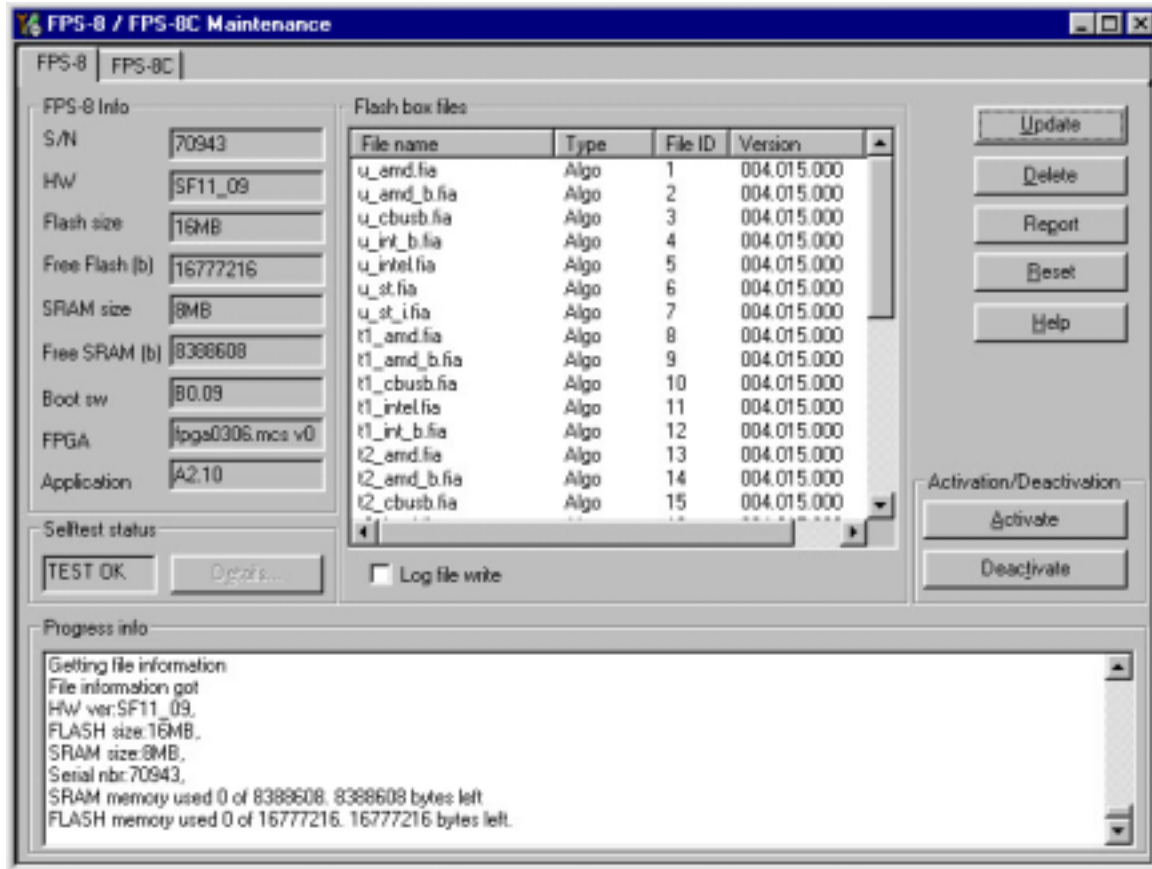 FPS-8 / FPS-8C Maintenance
FPS-8 FPS-8C
FPS-8 Info
S/N 70943
HW SF11_09
Flash size 16MB
Free Flash (b) 16777216
SRAM size 8MB
Free SRAM (b) 8388608
Boot sw B0.09
FPGA fpga0306.mcs v0
Application A2.10
Selftest status
TEST OK Details...
Flash box files
File name Type File ID Version
u_amd.fia Algo 1 004.015.000
u_amd_b.fia Algo 2 004.015.000
u_cbusb.fia Algo 3 004.015.000
u_int_b.fia Algo 4 004.015.000
u_intel.fia Algo 5 004.015.000
u_st.fia Algo 6 004.015.000
u_st_i.fia Algo 7 004.015.000
t1_amd.fia Algo 8 004.015.000
t1_amd_b.fia Algo 9 004.015.000
t1_cbusb.fia Algo 10 004.015.000
t1_intel.fia Algo 11 004.015.000
t1_int_b.fia Algo 12 004.015.000
t2_amd.fia Algo 13 004.015.000
t2_amd_b.fia Algo 14 004.015.000
t2_cbusb.fia Algo 15 004.015.000
Log file write
Update
Delete
Report
Reset
Help
Activation/Deactivation
Activate
Deactivate
Progress info
Getting file information
File information got
HW ver:SF11_09,
FLASH size:16MB,
SRAM size:8MB,
Serial nbr:70943,
SRAM memory used 0 of 8388608. 8388608 bytes left
FLASH memory used 0 of 16777216. 16777216 bytes left.